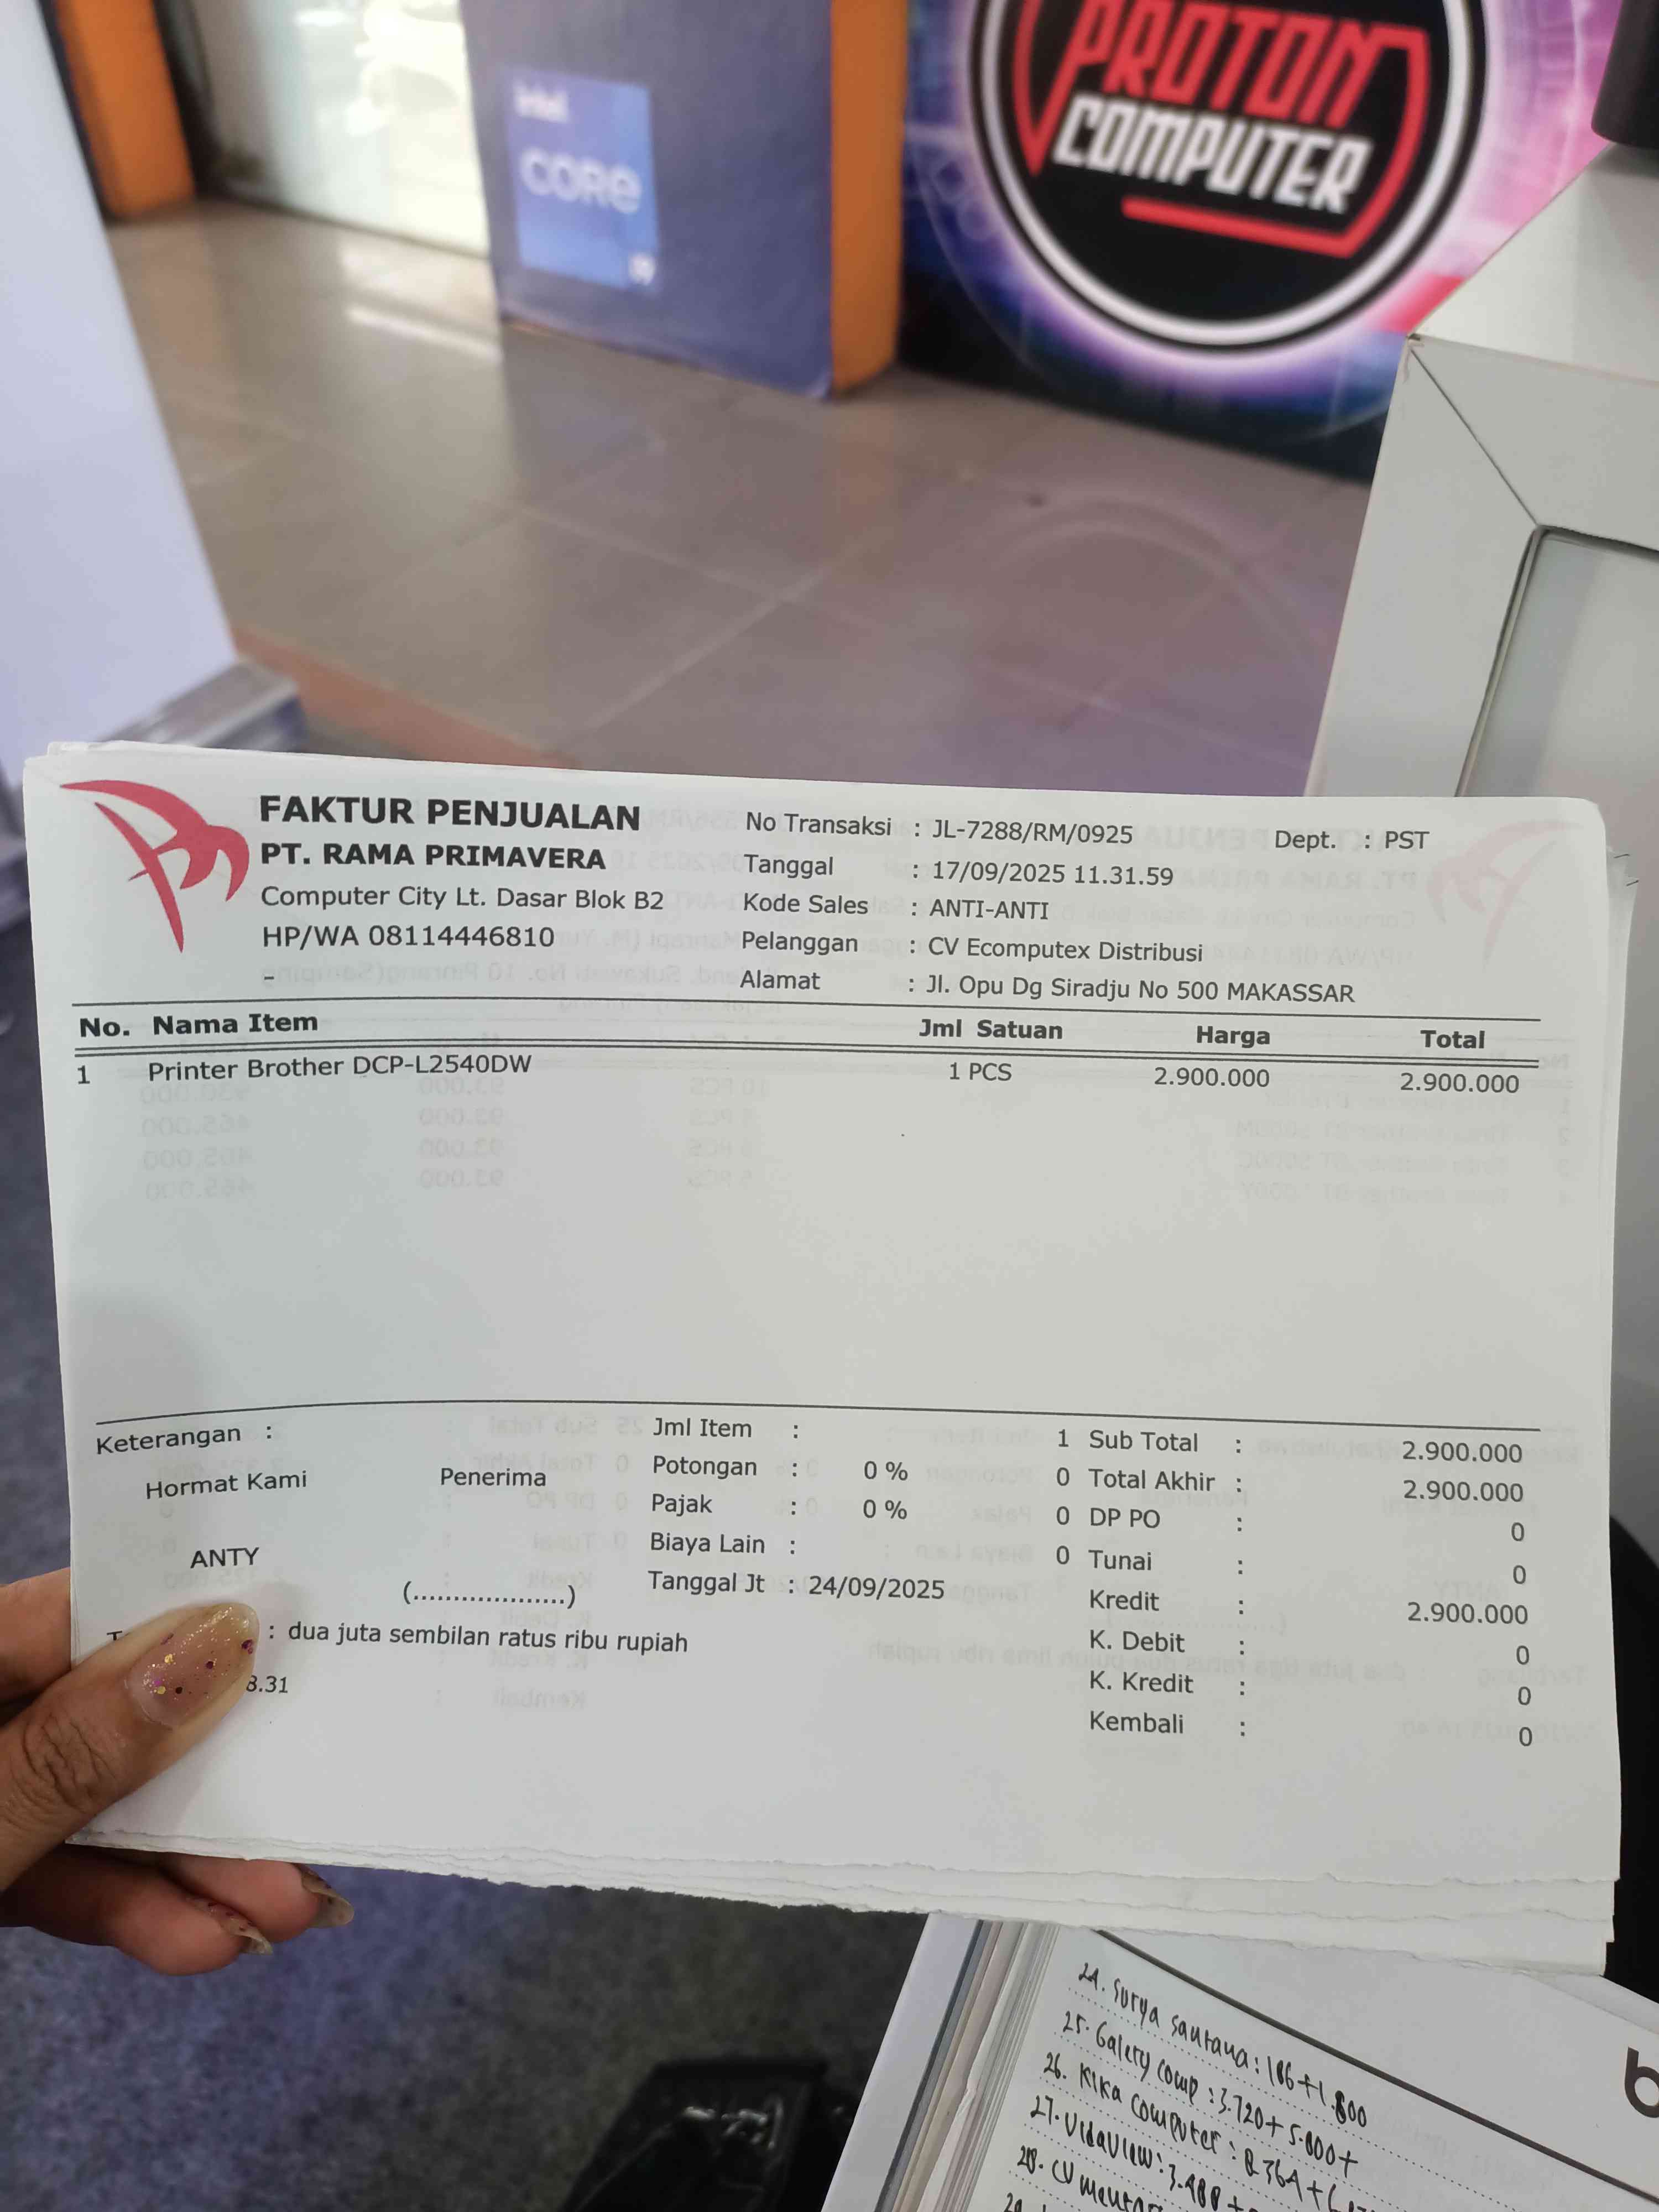 intel
CORE
i9
PROTON
COMPUTER
FAKTUR PENJUALAN
PT. RAMA PRIMAVERA
Computer City Lt. Dasar Blok B2
HP/WA 08114446810
-
No Transaksi : JL-7288/RM/0925
Dept. : PST
Tanggal : 17/09/2025 11.31.59
Kode Sales : ANTI-ANTI
Pelanggan : CV Ecomputex Distribusi
Alamat : Jl. Opu Dg Siradju No 500 MAKASSAR
No. Nama Item Jml Satuan Harga Total
1 Printer Brother DCP-L2540DW 1 PCS 2.900.000 2.900.000
Keterangan :
Hormat Kami Penerima
ANTY
(...................)
Jml Item : 1
Potongan : 0 % 0
Pajak : 0 % 0
Biaya Lain : 0
Tanggal Jt : 24/09/2025
Sub Total : 2.900.000
Total Akhir : 2.900.000
DP PO : 0
Tunai : 0
Kredit : 2.900.000
K. Debit : 0
K. Kredit : 0
Kembali : 0
: dua juta sembilan ratus ribu rupiah
8.31
24. Surya Sautana : 186 + 1.800
25. Galery Comp : 3.720 + 5.000 +
26. Kika Computer : 8.364 +
27. Vidaview : 3.488 +
28. CV
b